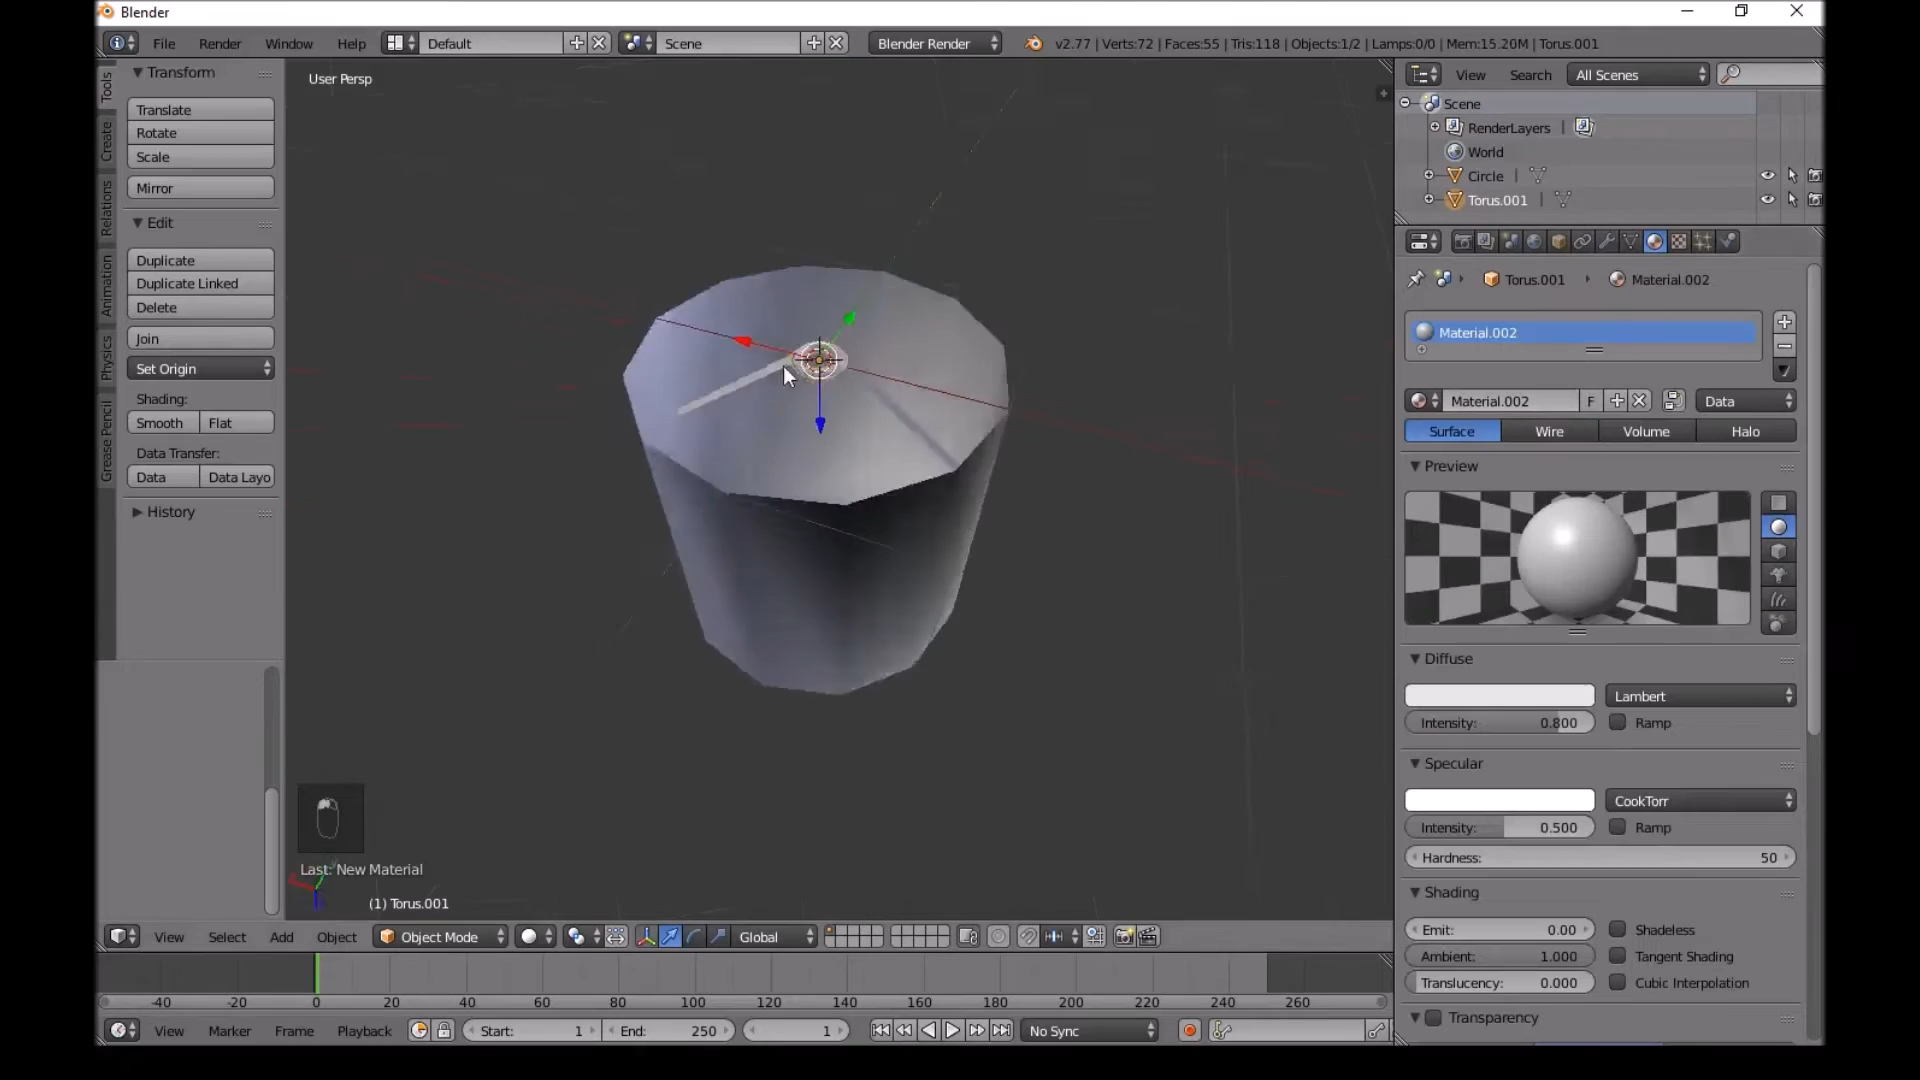 Blender
File Render Window Help Default Scene Blender Render v2.77 | Verts:72 | Faces:55 | Tris:118 | Objects:1/2 | Lamps:0/0 | Mem:15.20M | Torus.001
Tools
Create
Relations
Animation
Physics
Grease Pencil
Transform
Translate
Rotate
Scale
Mirror
Edit
Duplicate
Duplicate Linked
Delete
Join
Set Origin
Shading:
Smooth Flat
Data Transfer:
Data Data Layo
History
User Persp
Last: New Material
(1) Torus.001
View Search All Scenes
Scene
RenderLayers |
World
Circle |
Torus.001 |
Torus.001 Material.002
Material.002
Material.002 F Data
Surface Wire Volume Halo
Preview
Diffuse
Lambert
Intensity: 0.800 Ramp
Specular
CookTorr
Intensity: 0.500 Ramp
Hardness: 50
Shading
Emit: 0.00 Shadeless
Ambient: 1.000 Tangent Shading
Translucency: 0.000 Cubic Interpolation
Transparency
View Select Add Object Object Mode Global
-40 -20 0 20 40 60 80 100 120 140 160 180 200 220 240 260
View Marker Frame Playback Start: 1 End: 250 1 No Sync